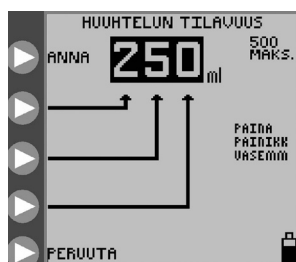 HUUHTELUN TILAVUUS
ANNA 250 ml
500
MAKS.
PAINA
PAINIKK
VASEMM
PERUUTA